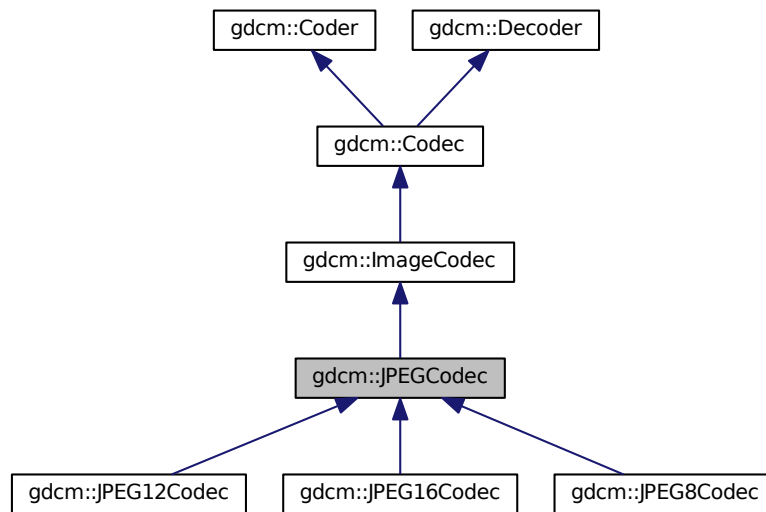 gdcm::Coder
gdcm::Decoder
gdcm::Codec
gdcm::ImageCodec
gdcm::JPEGCodec
gdcm::JPEG12Codec
gdcm::JPEG16Codec
gdcm::JPEG8Codec